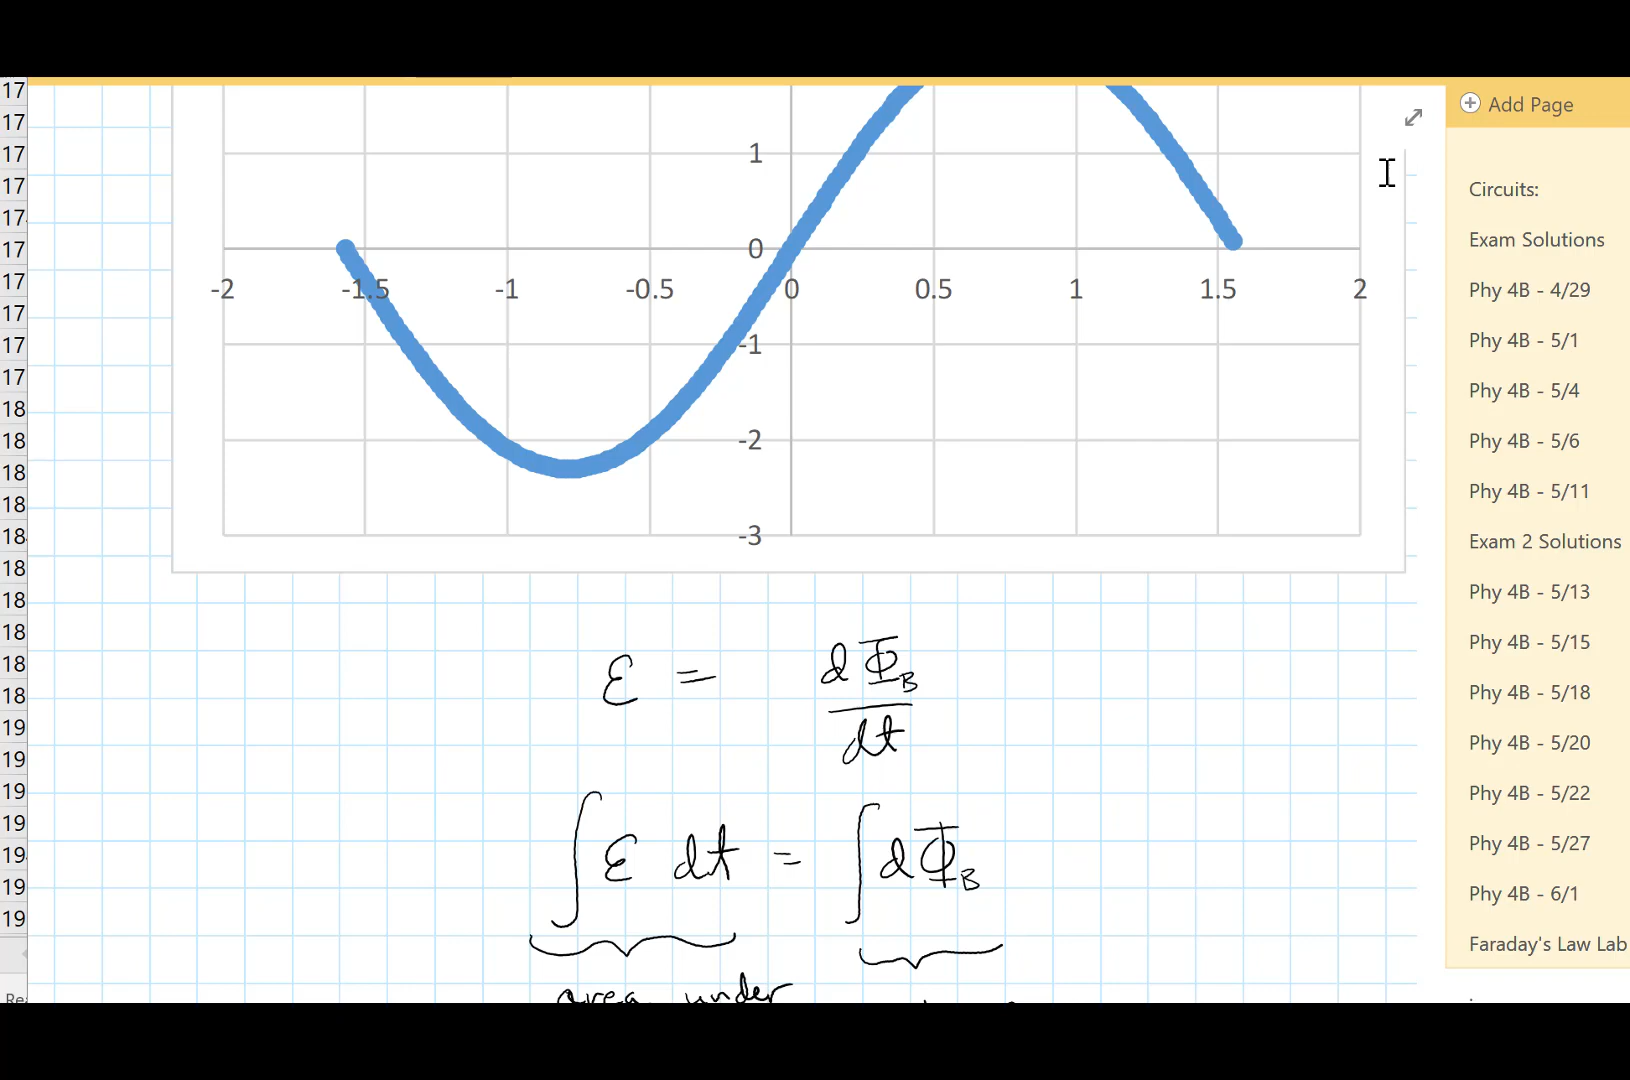 17
17
17
17
17
17
17
17
17
17
18
18
18
18
18
18
18
18
18
18
19
19
19
19
19
19
19
1
0
-1
-2
-3
-2
-1.5
-1
-0.5
0
0.5
1
1.5
2
ℰ = dΦ_B / dt
∫ ℰ dt = ∫ dΦ_B
area under
Add Page
Circuits:
Exam Solutions
Phy 4B - 4/29
Phy 4B - 5/1
Phy 4B - 5/4
Phy 4B - 5/6
Phy 4B - 5/11
Exam 2 Solutions
Phy 4B - 5/13
Phy 4B - 5/15
Phy 4B - 5/18
Phy 4B - 5/20
Phy 4B - 5/22
Phy 4B - 5/27
Phy 4B - 6/1
Faraday's Law Lab